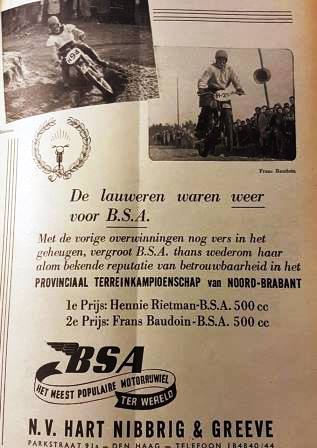 Frans Baudoin
De lauweren waren weer
voor B.S.A.
Met de vorige overwinningen nog vers in het
geheugen, vergroot B.S.A. thans wederom haar
alom bekende reputatie van betrouwbaarheid in het
PROVINCIAAL TERREINKAMPIOENSCHAP van NOORD-BRABANT
1e Prijs: Hennie Rietman-B.S.A. 500 cc
2e Prijs: Frans Baudoin-B.S.A. 500 cc
BSA
HET MEEST POPULAIRE MOTORRIJWIEL
TER WERELD
N.V. HART NIBBRIG & GREEVE
PARKSTRAAT 91a - DEN HAAG - TELEFOON 184840/44